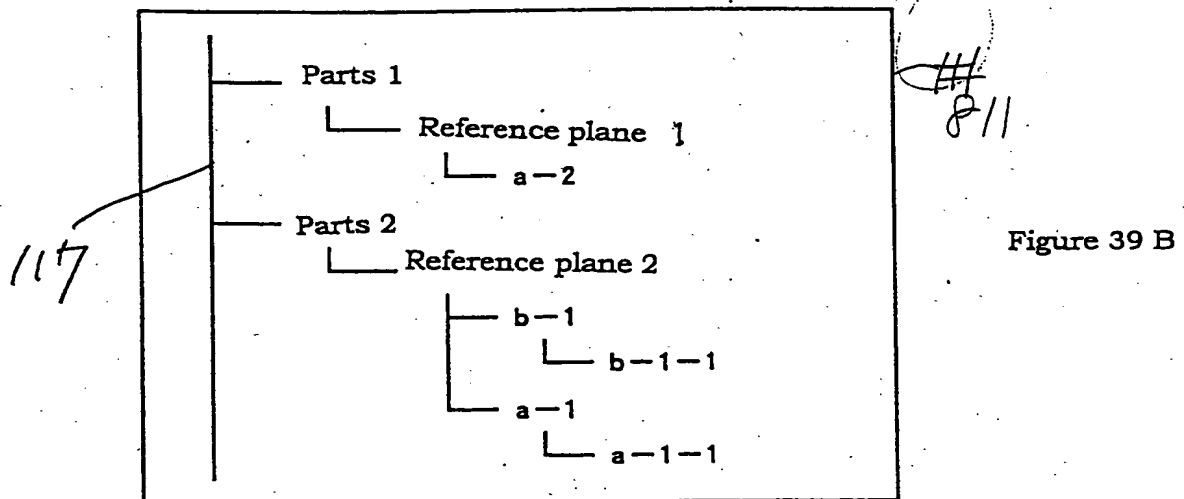 Parts 1
Reference plane 1
a-2
Parts 2
Reference plane 2
b-1
b-1-1
a-1
a-1-1
117
811
Figure 39 B